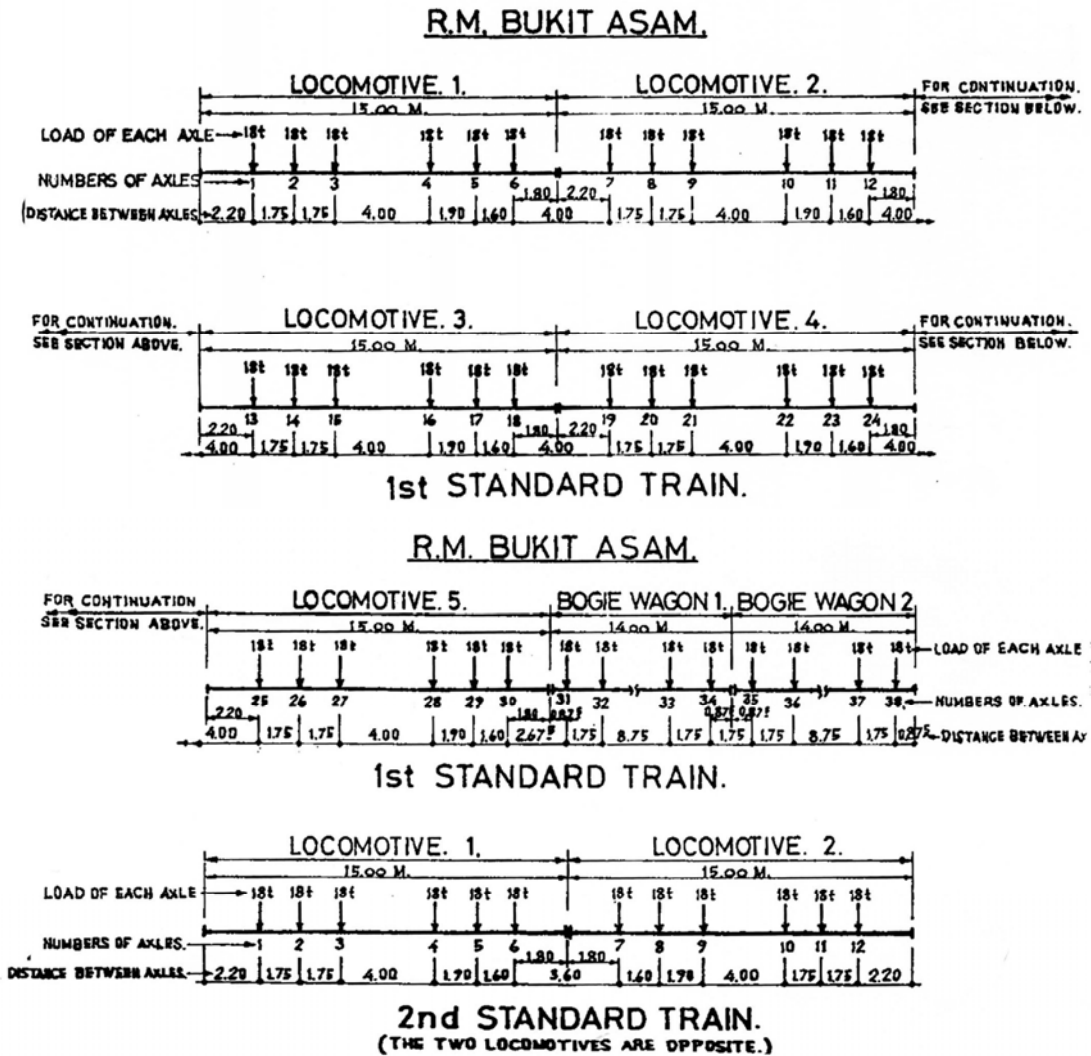 R.M. BUKIT ASAM.
LOCOMOTIVE. 1. LOCOMOTIVE. 2. FOR CONTINUATION.
15.00 M. 15.00 M. SEE SECTION BELOW.
LOAD OF EACH AXLE 18t 18t 18t 18t 18t 18t 18t 18t 18t 18t 18t 18t
NUMBERS OF AXLES 1 2 3 4 5 6 7 8 9 10 11 12
1.80 2.20 1.80
(DISTANCE BETWEEN AXLES. 2.20 1.75 1.75 4.00 1.90 1.60 4.00 1.75 1.75 4.00 1.90 1.60 4.00
FOR CONTINUATION. LOCOMOTIVE. 3. LOCOMOTIVE. 4. FOR CONTINUATION.
SEE SECTION ABOVE. 15.00 M. 15.00 M. SEE SECTION BELOW.
18t 18t 18t 18t 18t 18t 18t 18t 18t 18t 18t 18t
13 14 15 16 17 18 19 20 21 22 23 24
2.20 1.80 2.20 1.80
4.00 1.75 1.75 4.00 1.90 1.60 4.00 1.75 1.75 4.00 1.90 1.60 4.00
1st STANDARD TRAIN.
R.M. BUKIT ASAM.
FOR CONTINUATION LOCOMOTIVE. 5. BOGIE WAGON 1. BOGIE WAGON 2
SEE SECTION ABOVE. 15.00 M. 14.00 M. 14.00 M.
18t 18t 18t 18t 18t 18t 18t 18t 18t 18t 18t 18t 18t 18t LOAD OF EACH AXLE
25 26 27 28 29 30 31 32 33 34 35 36 37 38. NUMBERS OF AXLES.
2.20 1.80 0.875 0.875 0.875
4.00 1.75 1.75 4.00 1.90 1.60 2.675 1.75 8.75 1.75 1.75 1.75 8.75 1.75 0.875 DISTANCE BETWEEN AX
1st STANDARD TRAIN.
LOCOMOTIVE. 1. LOCOMOTIVE. 2.
15.00 M. 15.00 M.
LOAD OF EACH AXLE 18t 18t 18t 18t 18t 18t 18t 18t 18t 18t 18t 18t
NUMBERS OF AXLES. 1 2 3 4 5 6 7 8 9 10 11 12
1.80 1.80
DISTANCE BETWEEN AXLES. 2.20 1.75 1.75 4.00 1.90 1.60 3.60 1.60 1.90 4.00 1.75 1.75 2.20
2nd STANDARD TRAIN.
(THE TWO LOCOMOTIVES ARE OPPOSITE.)